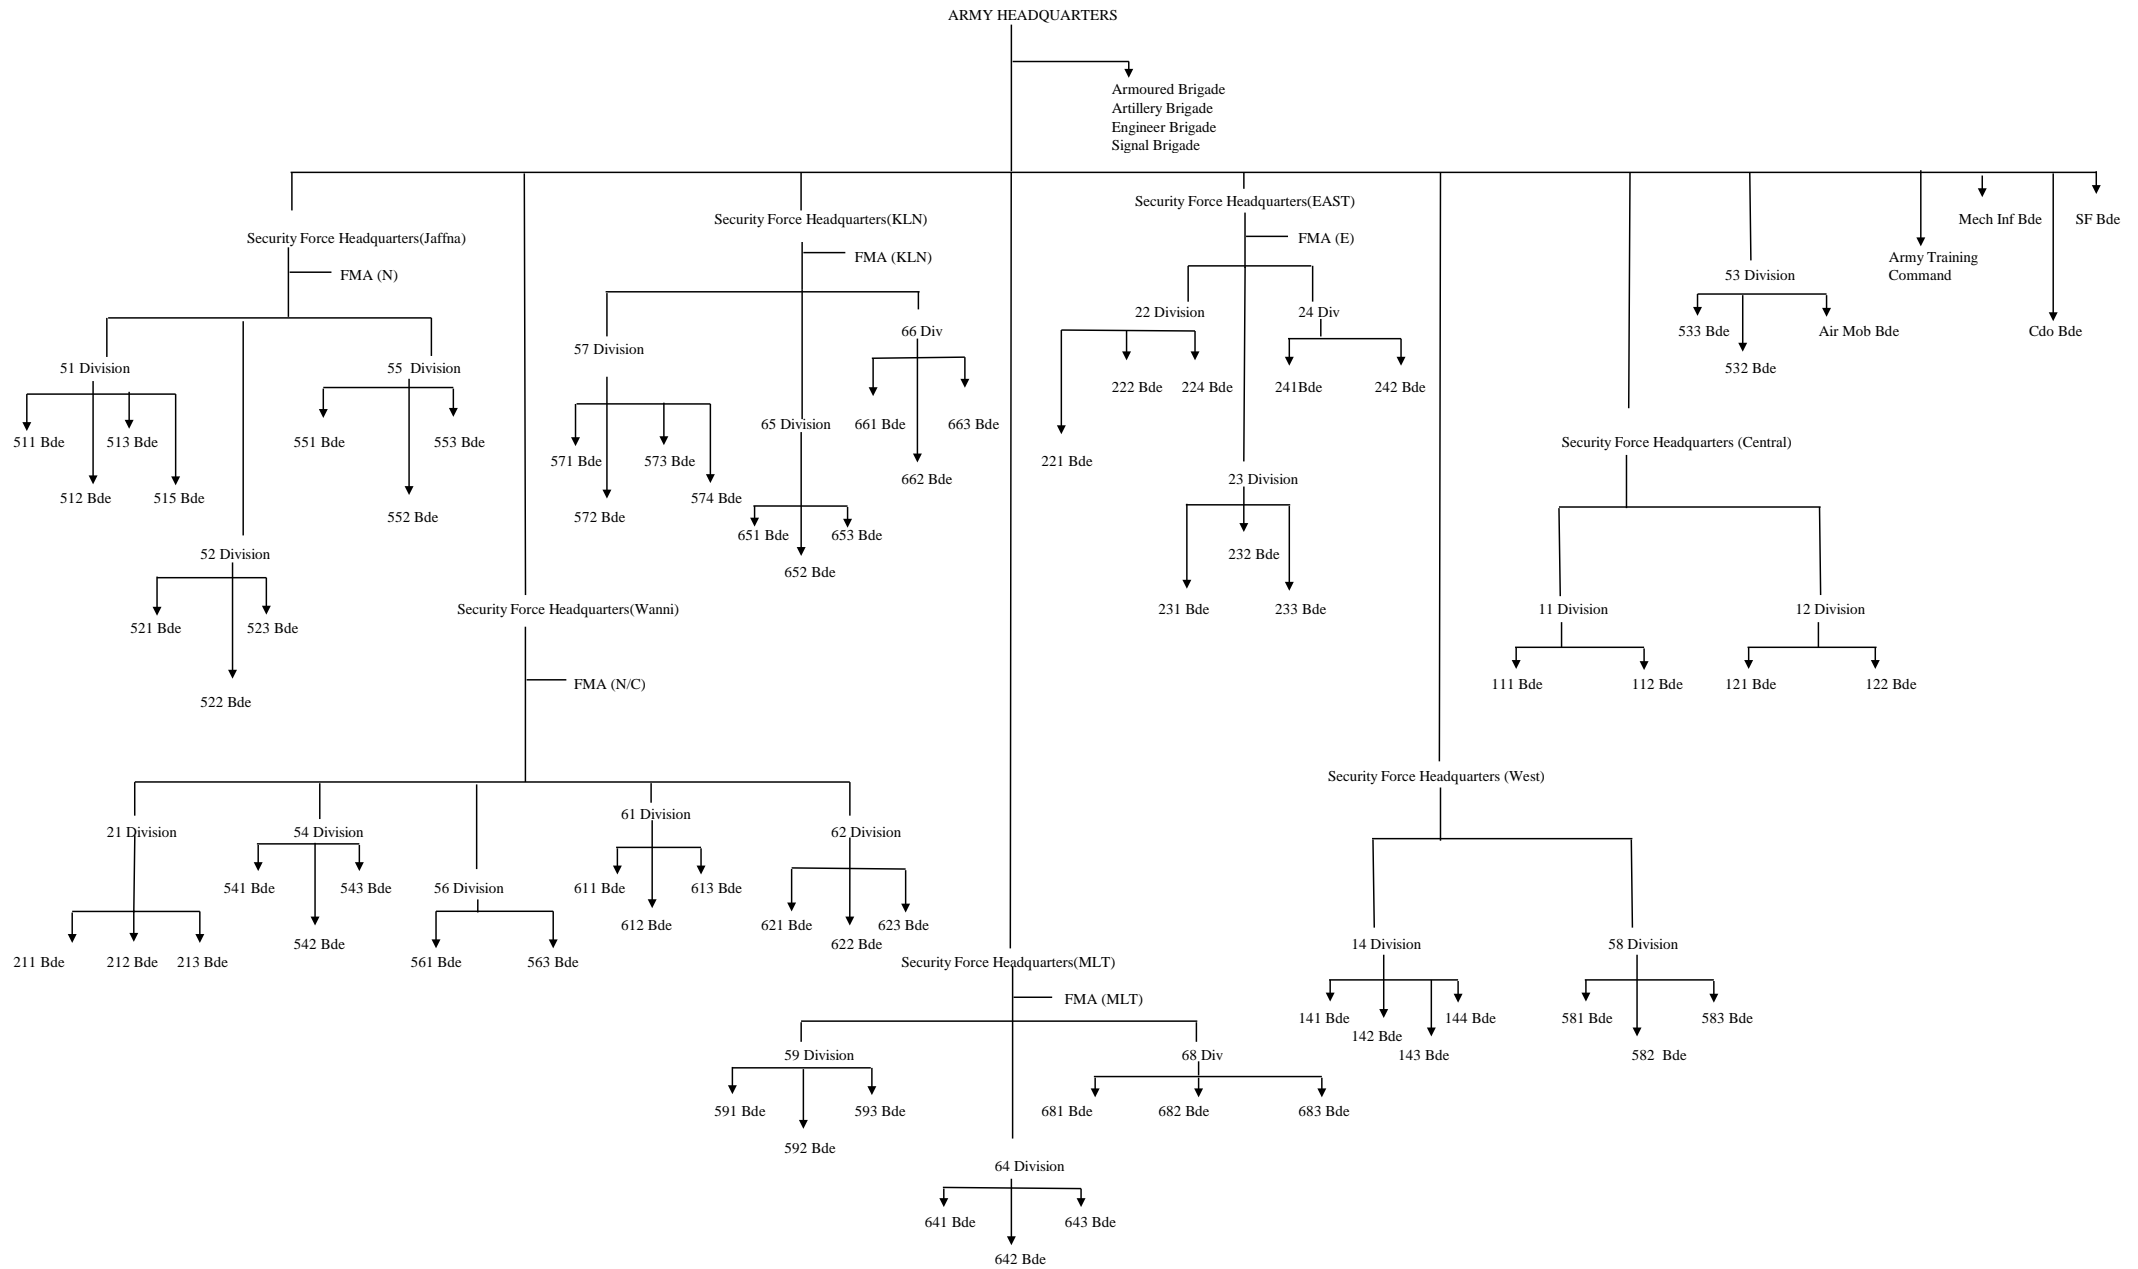 ARMY HEADQUARTERS
Armoured Brigade
Artillery Brigade
Engineer Brigade
Signal Brigade
Security Force Headquarters(Jaffna)
FMA (N)
51 Division
511 Bde
513 Bde
512 Bde
515 Bde
55  Division
551 Bde
553 Bde
552 Bde
52 Division
521 Bde
523 Bde
522 Bde
Security Force Headquarters(Wanni)
FMA (N/C)
21 Division
211 Bde
212 Bde
213 Bde
54 Division
541 Bde
543 Bde
542 Bde
56 Division
561 Bde
563 Bde
61 Division
611 Bde
613 Bde
612 Bde
62 Division
621 Bde
623 Bde
622 Bde
Security Force Headquarters(KLN)
FMA (KLN)
57 Division
571 Bde
573 Bde
574 Bde
572 Bde
65 Division
651 Bde
653 Bde
652 Bde
66 Div
661 Bde
663 Bde
662 Bde
Security Force Headquarters(MLT)
FMA (MLT)
59 Division
591 Bde
593 Bde
592 Bde
68 Div
681 Bde
682 Bde
683 Bde
64 Division
641 Bde
643 Bde
642 Bde
Security Force Headquarters(EAST)
FMA (E)
22 Division
222 Bde
224 Bde
221 Bde
24 Div
241Bde
242 Bde
23 Division
232 Bde
231 Bde
233 Bde
Security Force Headquarters (West)
14 Division
141 Bde
144 Bde
142 Bde
143 Bde
58 Division
581 Bde
583 Bde
582  Bde
Security Force Headquarters (Central)
11 Division
111 Bde
112 Bde
12 Division
121 Bde
122 Bde
53 Division
533 Bde
Air Mob Bde
532 Bde
Army Training
Command
Mech Inf Bde
Cdo Bde
SF Bde